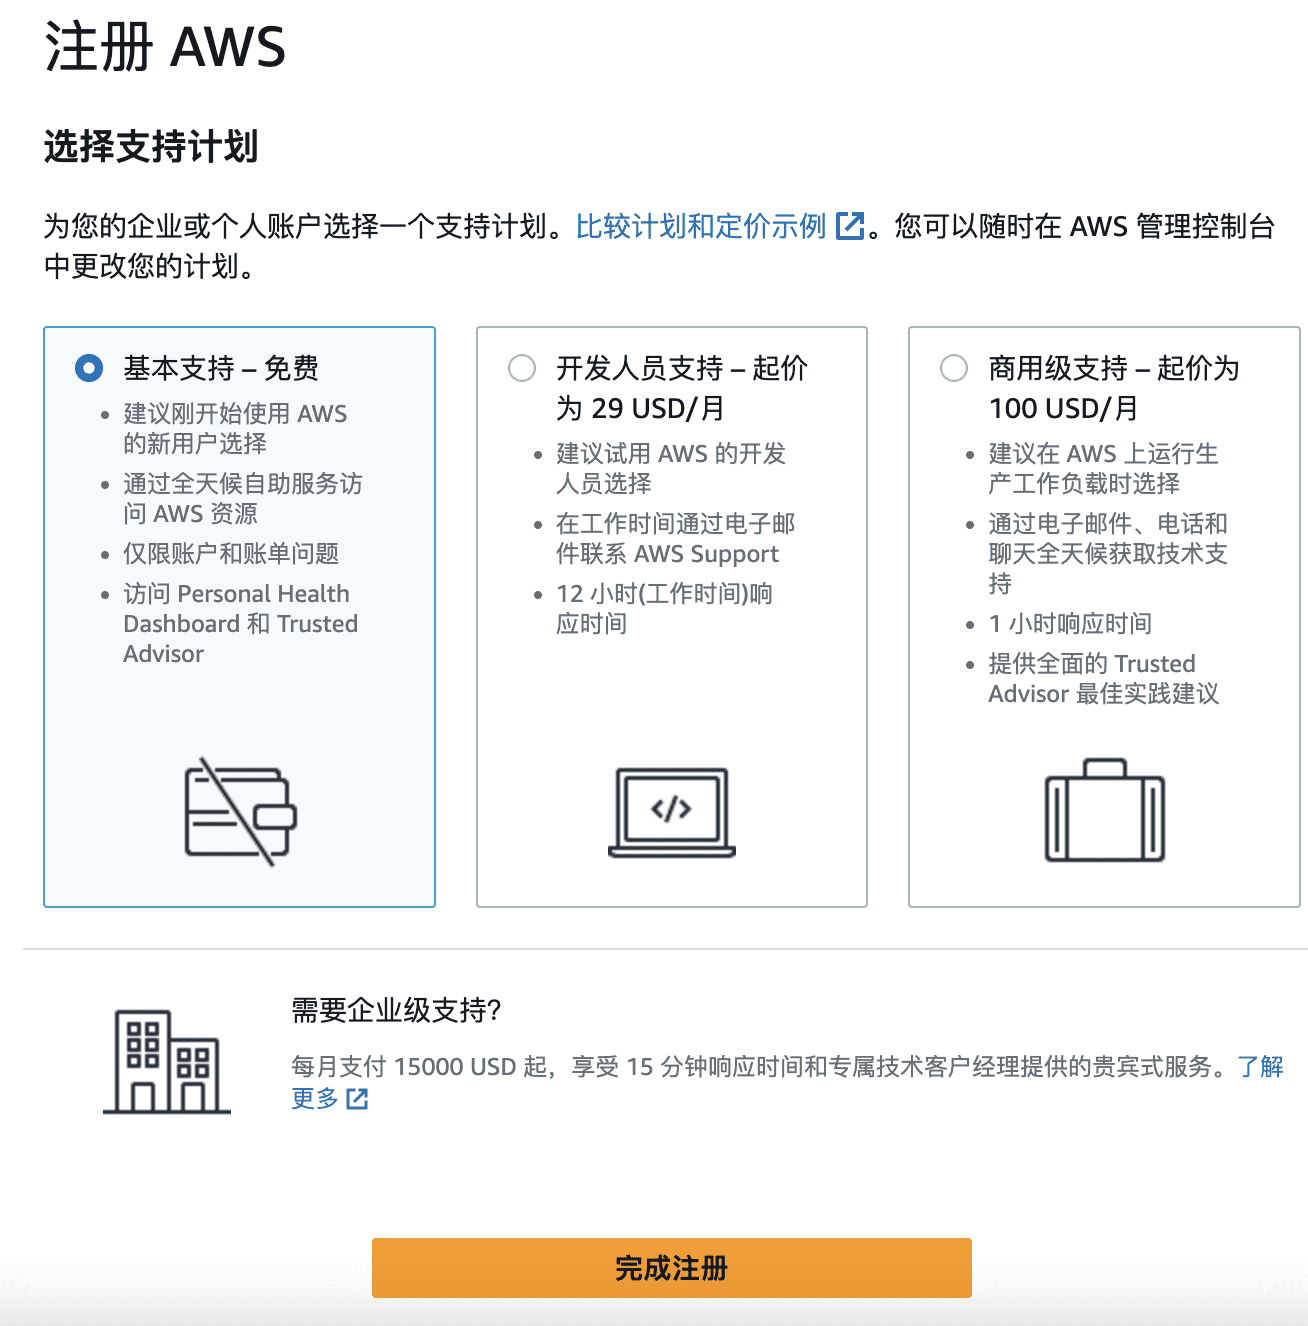 注册 AWS
选择支持计划
为您的企业或个人账户选择一个支持计划。比较计划和定价示例 。您可以随时在 AWS 管理控制台
中更改您的计划。
基本支持 – 免费
建议刚开始使用 AWS
的新用户选择
通过全天候自助服务访
问 AWS 资源
仅限账户和账单问题
访问 Personal Health
Dashboard 和 Trusted
Advisor
开发人员支持 – 起价
为 29 USD/月
建议试用 AWS 的开发
人员选择
在工作时间通过电子邮
件联系 AWS Support
12 小时(工作时间)响
应时间
</>
商用级支持 – 起价为
100 USD/月
建议在 AWS 上运行生
产工作负载时选择
通过电子邮件、电话和
聊天全天候获取技术支
持
1 小时响应时间
提供全面的 Trusted
Advisor 最佳实践建议
需要企业级支持?
每月支付 15000 USD 起，享受 15 分钟响应时间和专属技术客户经理提供的贵宾式服务。了解
更多
完成注册